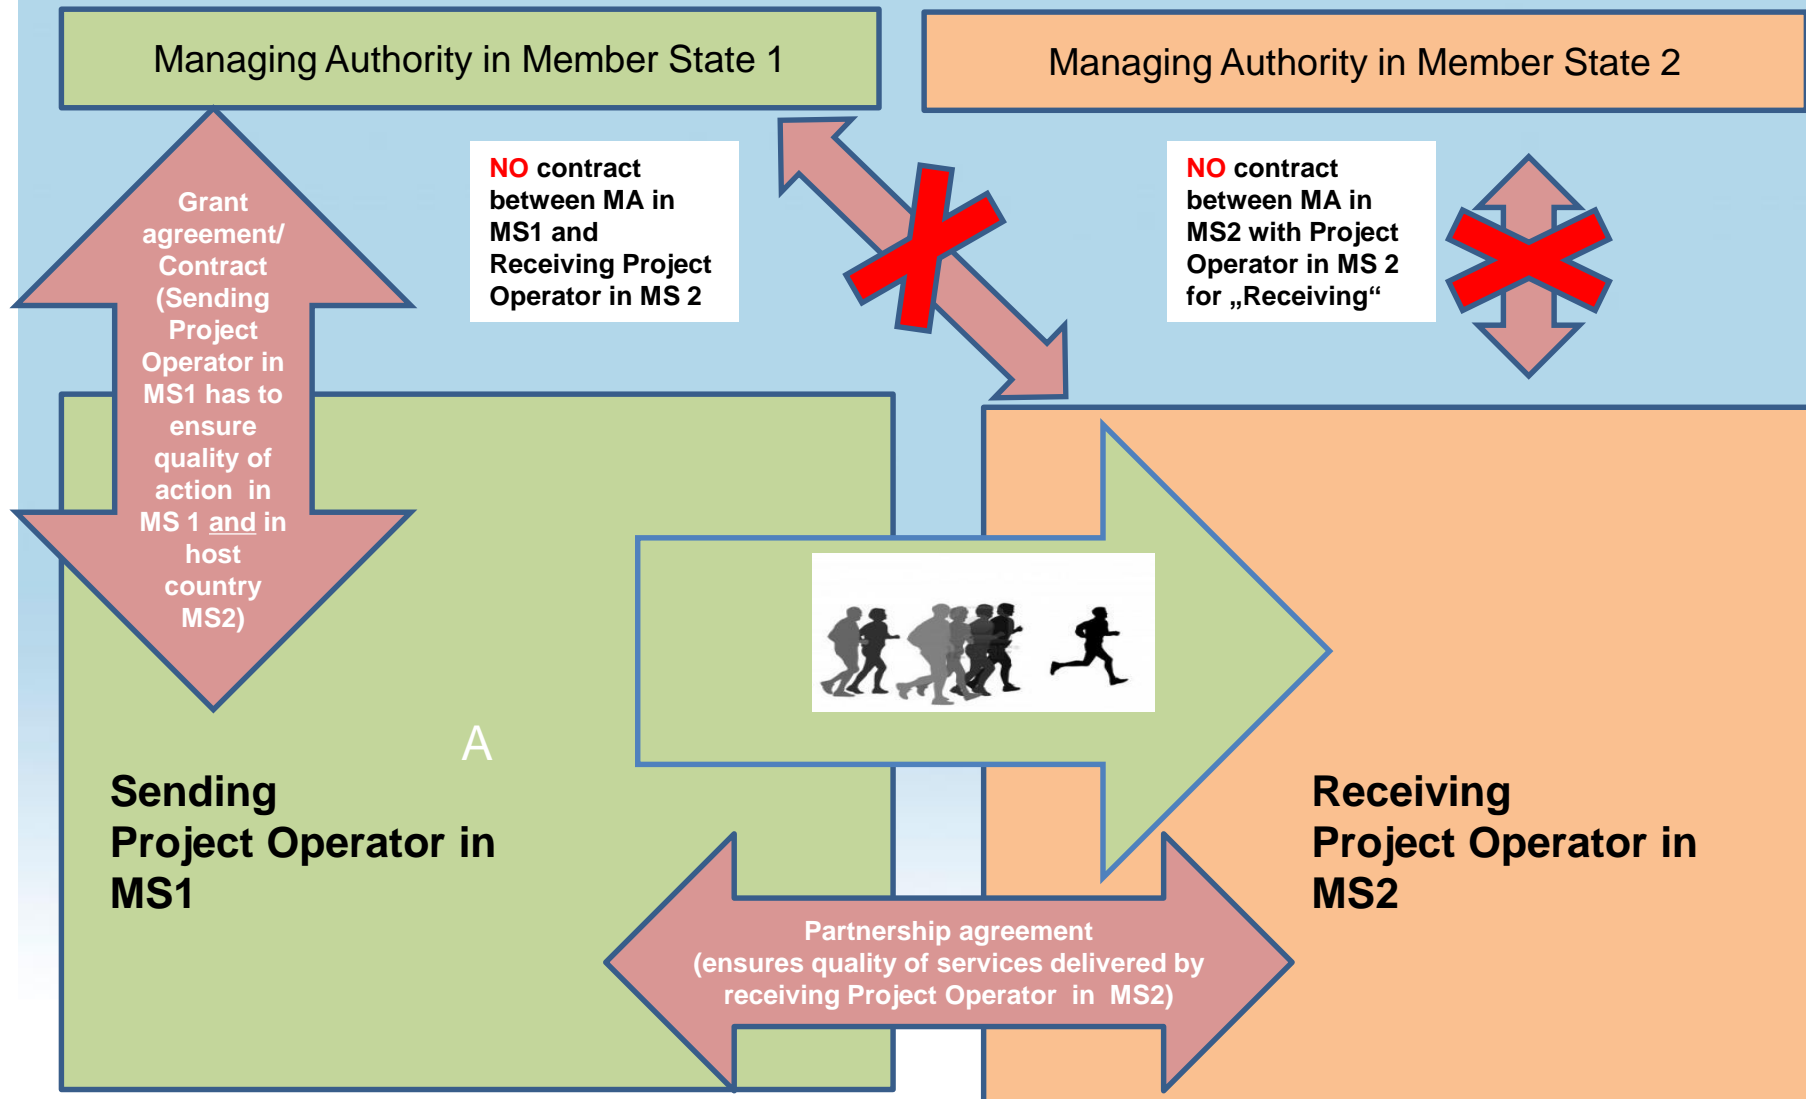 Managing Authority in Member State 1
Managing Authority in Member State 2
NO contract
between MA in
MS1 and
Receiving Project
Operator in MS 2
NO contract
between MA in
MS2 with Project
Operator in MS 2
for „Receiving“
Grant
agreement/
Contract
(Sending
Project
Operator in
MS1 has to
ensure
quality of
action in
MS 1 and in
host
country
MS2)
A
Sending
Project Operator in
MS1
Receiving
Project Operator in
MS2
Partnership agreement
(ensures quality of services delivered by
receiving Project Operator in MS2)